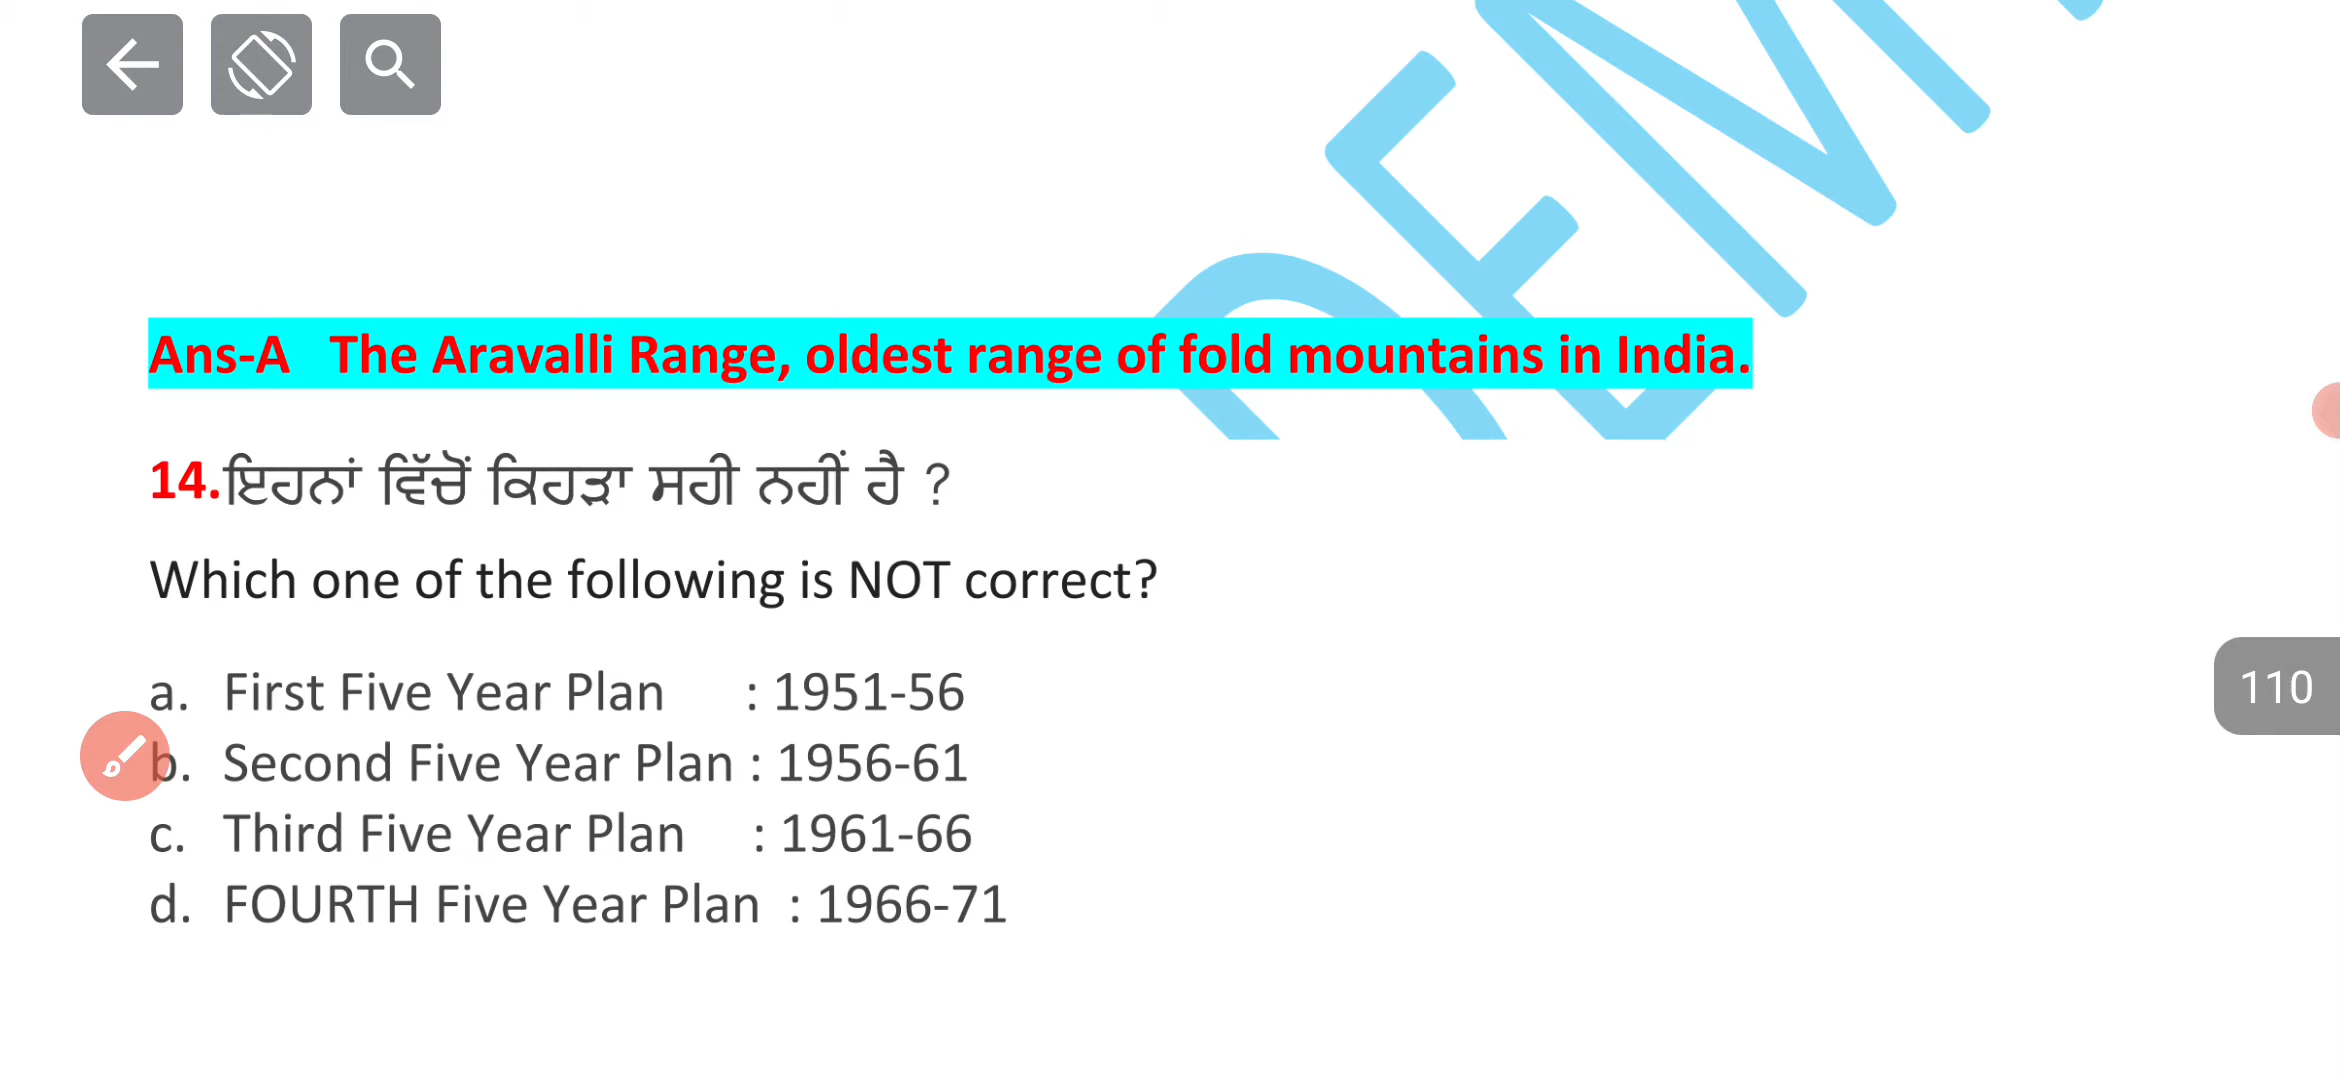 Ans-A The Aravalli Range, oldest range of fold mountains in India.
14.ਇਹਨਾਂ ਵਿੱਚੋਂ ਕਿਹੜਾ ਸਹੀ ਨਹੀਂ ਹੈ ?
Which one of the following is NOT correct?
a. First Five Year Plan : 1951-56
110
b. Second Five Year Plan : 1956-61
c. Third Five Year Plan : 1961-66
d. FOURTH Five Year Plan : 1966-71